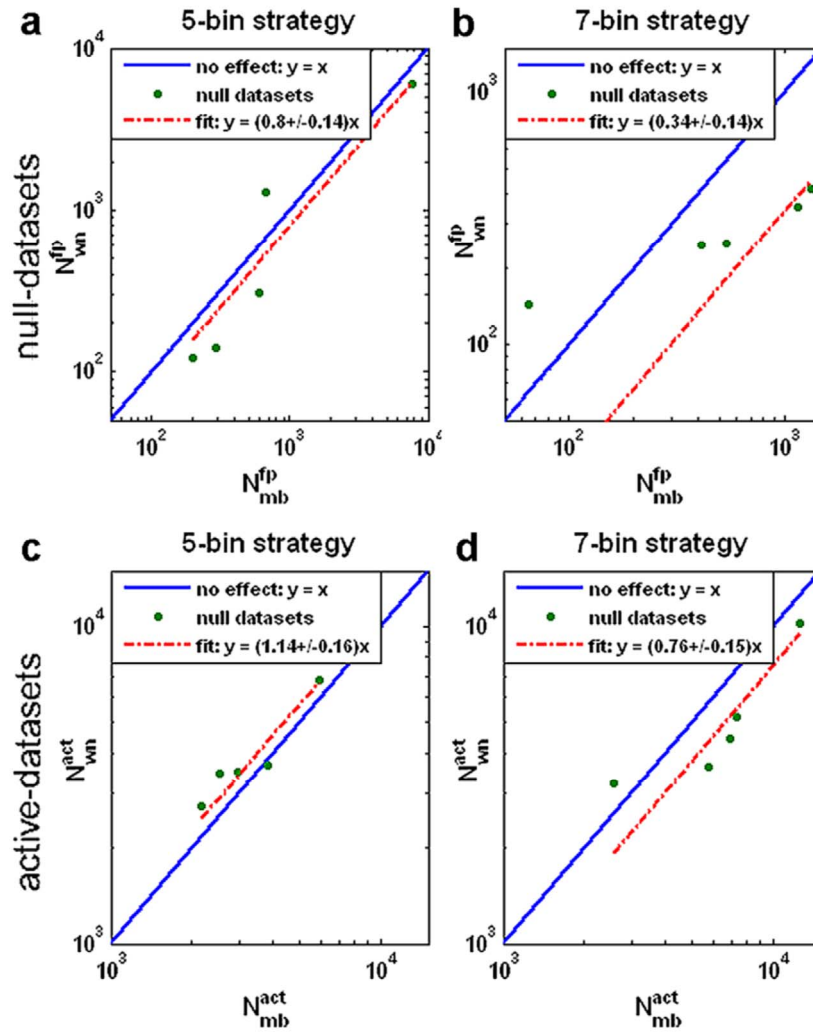 a
5-bin strategy
b
7-bin strategy
null-datasets
10^4
10^3
10^2
N_wn^fp
no effect: y = x
null datasets
fit: y = (0.8+/-0.14)x
10^2
10^3
10^4
N_mb^fp
10^3
10^2
N_wn^fp
no effect: y = x
null datasets
fit: y = (0.34+/-0.14)x
10^2
10^3
N_mb^fp
c
5-bin strategy
d
7-bin strategy
active-datasets
10^4
10^3
N_wn^act
no effect: y = x
null datasets
fit: y = (1.14+/-0.16)x
10^3
10^4
N_mb^act
10^4
10^3
N_wn^act
no effect: y = x
null datasets
fit: y = (0.76+/-0.15)x
10^3
10^4
N_mb^act